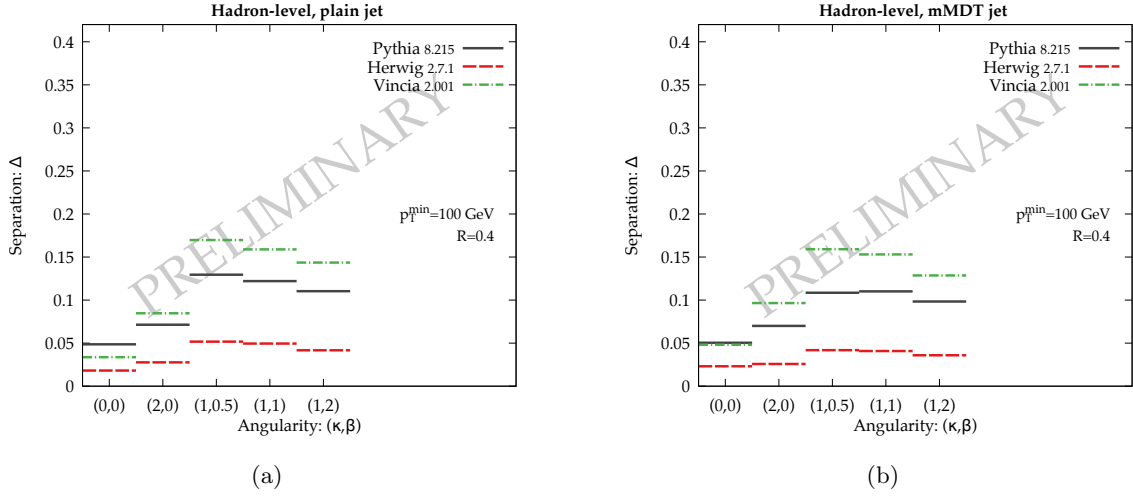 Hadron-level, plain jet
Separation: Δ
0.4
0.35
0.3
0.25
0.2
0.15
0.1
0.05
0
Pythia 8.215
Herwig 2.7.1
Vincia 2.001
PRELIMINARY
pTmin=100 GeV
R=0.4
(0,0) (2,0) (1,0.5) (1,1) (1,2)
Angularity: (κ,β)
(a)
Hadron-level, mMDT jet
Separation: Δ
0.4
0.35
0.3
0.25
0.2
0.15
0.1
0.05
0
Pythia 8.215
Herwig 2.7.1
Vincia 2.001
PRELIMINARY
pTmin=100 GeV
R=0.4
(0,0) (2,0) (1,0.5) (1,1) (1,2)
Angularity: (κ,β)
(b)